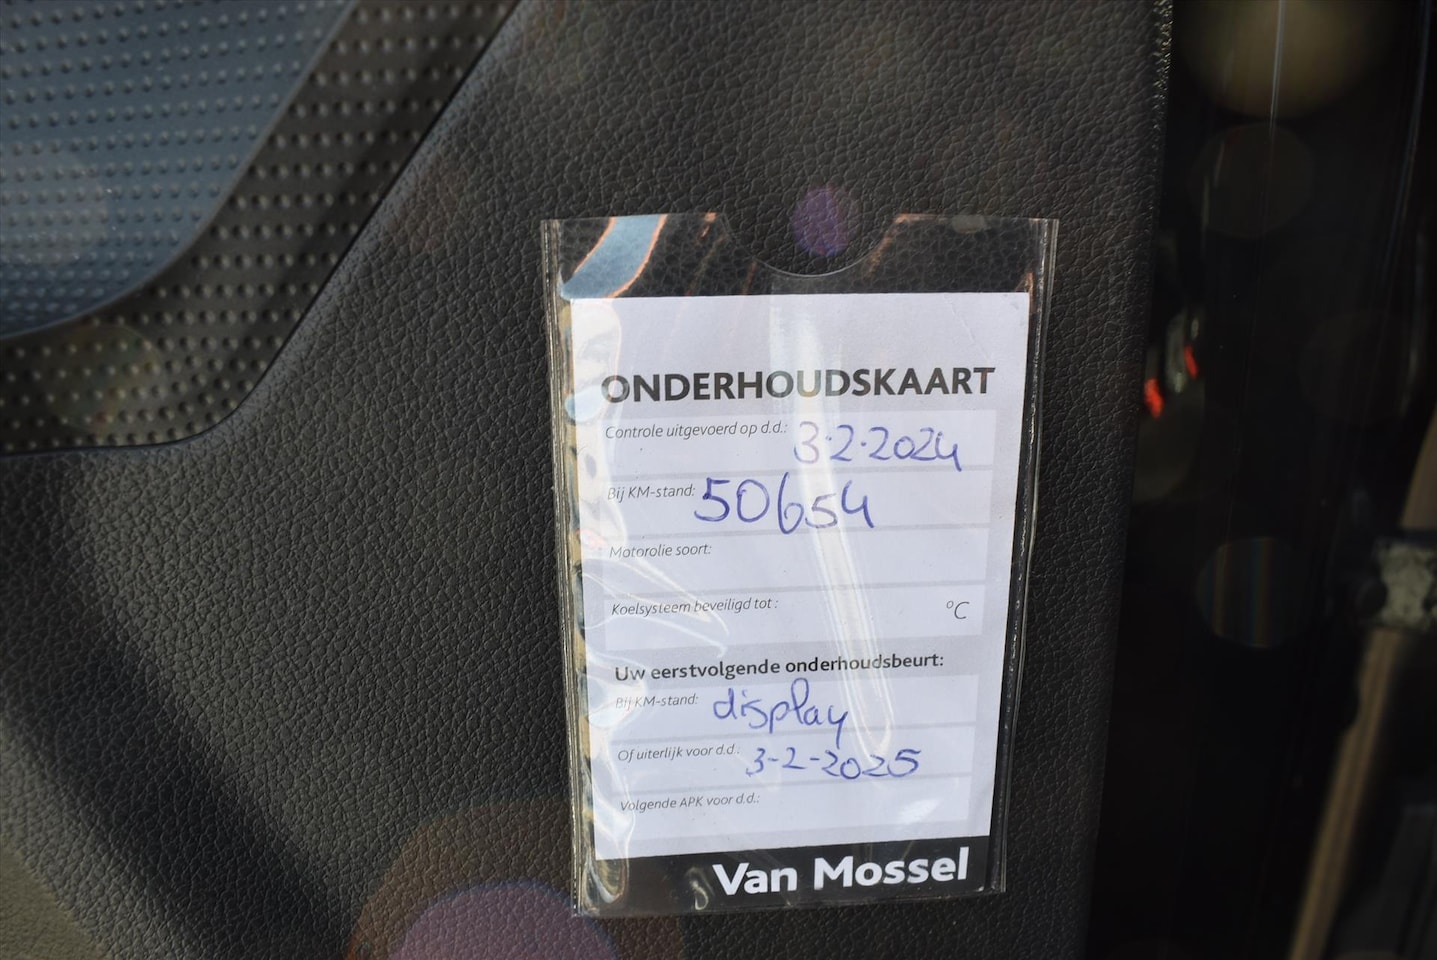 ONDERHOUDSKAART
Controle uitgevoerd op d.d.: 3-2-2024
Bij KM-stand: 50654
Motorolie soort:
Koelsysteem beveiligd tot : °C
Uw eerstvolgende onderhoudsbeurt:
Bij KM-stand: display
Of uiterlijk voor d.d.: 3-2-2025
Volgende APK voor d.d.:
Van Mossel